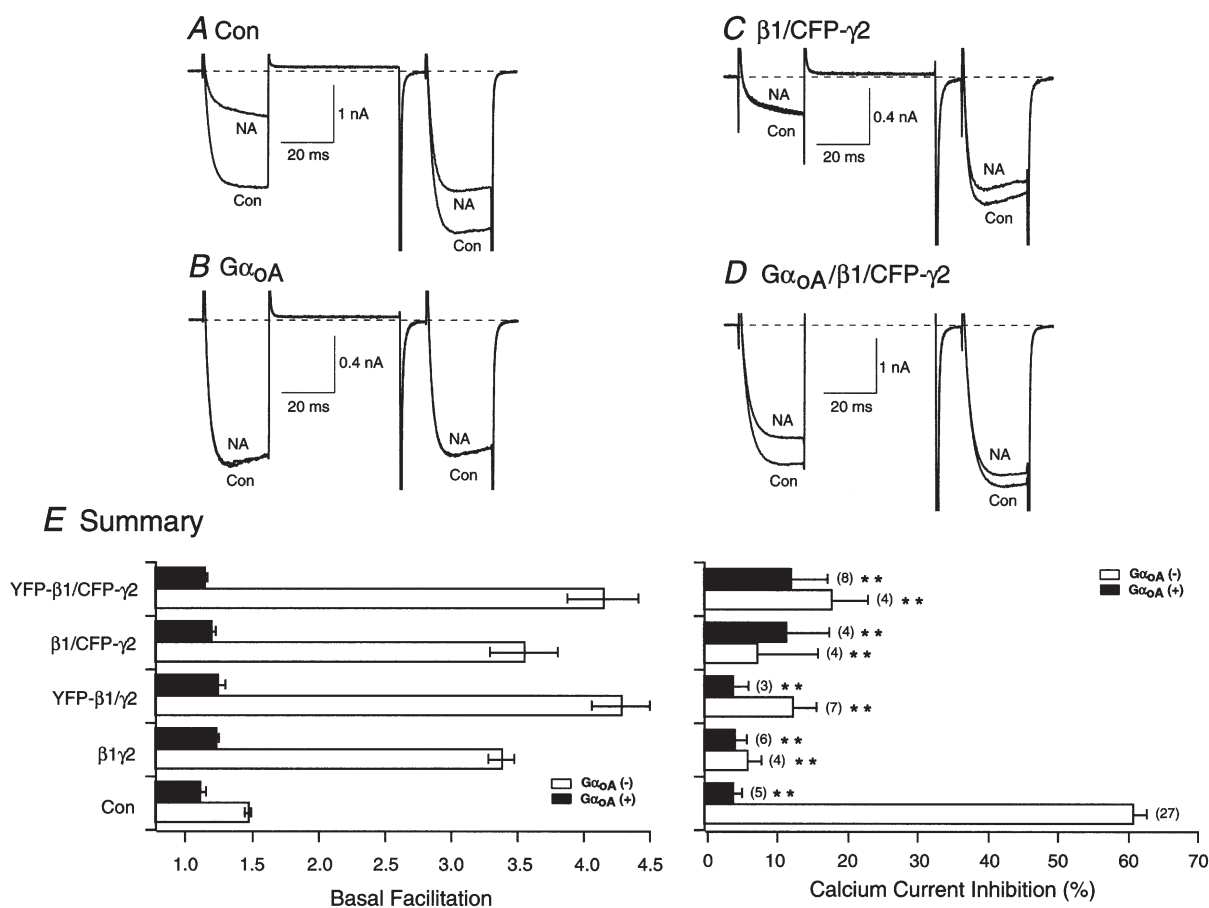 A Con
NA
Con
1 nA
20 ms
NA
Con
B GαoA
NA
Con
0.4 nA
20 ms
NA
Con
C β1/CFP-γ2
NA
Con
0.4 nA
20 ms
NA
Con
D GαoA/β1/CFP-γ2
NA
Con
1 nA
20 ms
NA
Con
E Summary
YFP-β1/CFP-γ2
β1/CFP-γ2
YFP-β1/γ2
β1γ2
Con
GαoA (-)
GαoA (+)
1.0 1.5 2.0 2.5 3.0 3.5 4.0 4.5
Basal Facilitation
(8) * *
(4) * *
(4) * *
(4) * *
(3) * *
(7) * *
(6) * *
(4) * *
(5) * *
(27)
GαoA (-)
GαoA (+)
0 10 20 30 40 50 60 70
Calcium Current Inhibition (%)